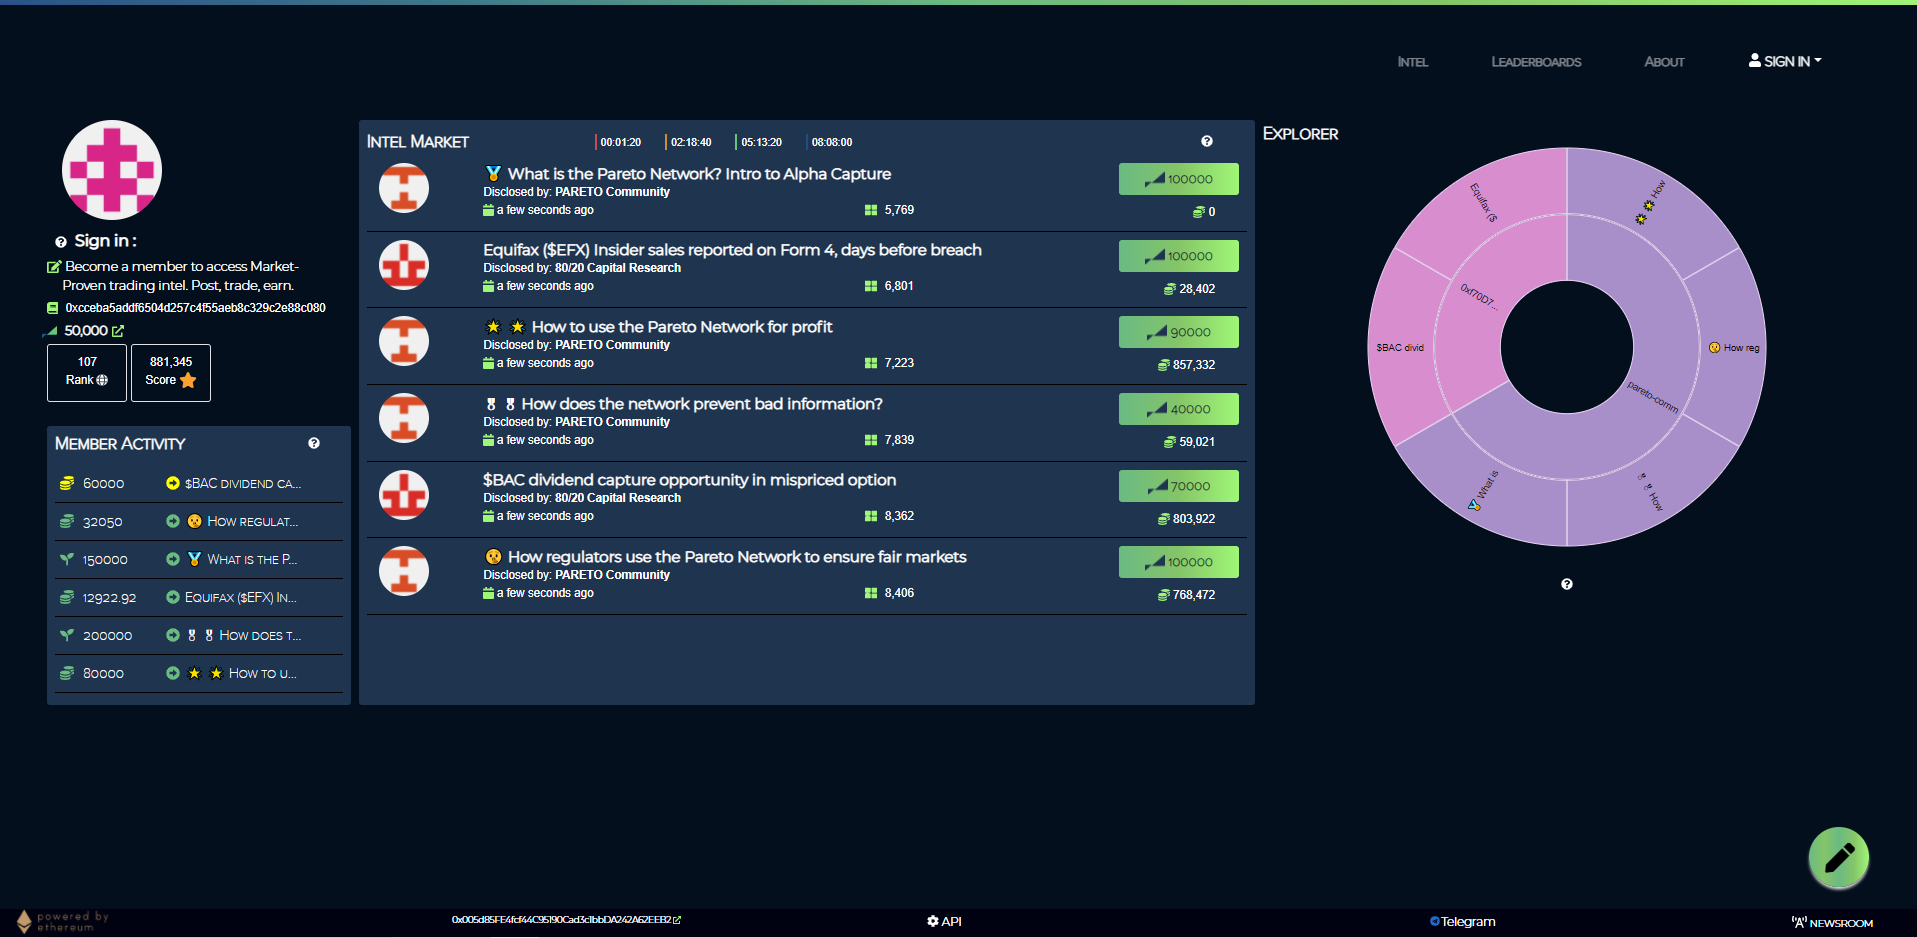 INTEL
LEADERBOARDS
ABOUT
SIGN IN
Sign in :
Become a member to access Market-
Proven trading intel. Post, trade, earn.
0xcceba5addf6504d257c4f55aeb8c329c2e88c080
50,000
107
Rank
881,345
Score
MEMBER ACTIVITY
60000 $BAC DIVIDEND CA...
32050 HOW REGULAT...
150000 WHAT IS THE P...
12922.92 EQUIFAX ($EFX) IN...
200000 HOW DOES T...
80000 HOW TO U...
INTEL MARKET
00:01:20
02:18:40
05:13:20
08:08:00
What is the Pareto Network? Intro to Alpha Capture
100000
Disclosed by: PARETO Community
a few seconds ago
5,769
0
Equifax ($EFX) Insider sales reported on Form 4, days before breach
100000
Disclosed by: 80/20 Capital Research
a few seconds ago
6,801
28,402
How to use the Pareto Network for profit
90000
Disclosed by: PARETO Community
a few seconds ago
7,223
857,332
How does the network prevent bad information?
40000
Disclosed by: PARETO Community
a few seconds ago
7,839
59,021
$BAC dividend capture opportunity in mispriced option
70000
Disclosed by: 80/20 Capital Research
a few seconds ago
8,362
803,922
How regulators use the Pareto Network to ensure fair markets
100000
Disclosed by: PARETO Community
a few seconds ago
8,406
768,472
EXPLORER
Equifax ($
How
0xf70D7...
$BAC divid
How reg
pareto-comm
What is
How
powered by
ethereum
0x005d85FE4fcf44C95190Cad3c1bbDA242A62EEB2
API
Telegram
NEWSROOM